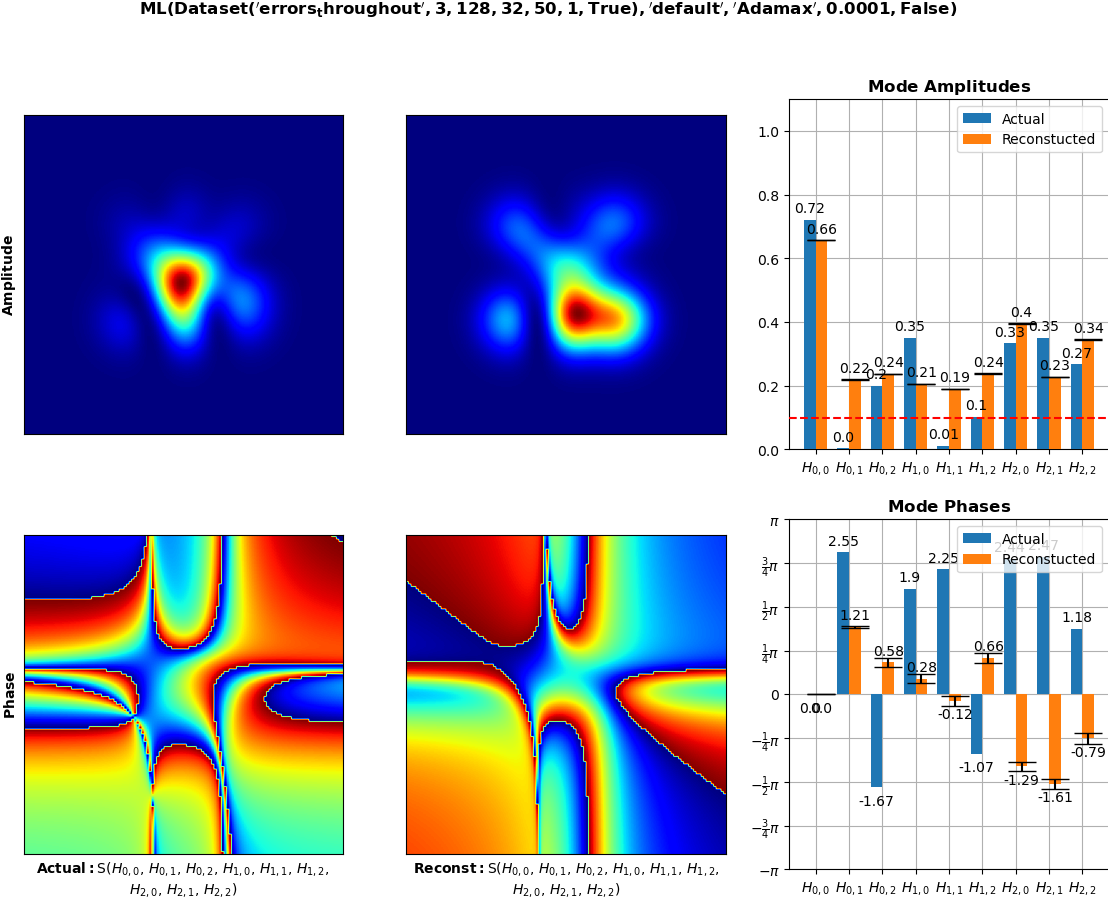 ML(Dataset('errors_throughout', 3, 128, 32, 50, 1, True), 'default', 'Adamax', 0.0001, False)
Amplitude
Mode Amplitudes
Actual
Reconstucted
1.0
0.8
0.6
0.4
0.2
0.0
0.72
0.66
0.0
0.22
0.2
0.24
0.35
0.21
0.01
0.19
0.1
0.24
0.33
0.4
0.35
0.23
0.27
0.34
H0,0 H0,1 H0,2 H1,0 H1,1 H1,2 H2,0 H2,1 H2,2
Phase
Mode Phases
Actual
Reconstucted
π
3/4π
1/2π
1/4π
0
−1/4π
−1/2π
−3/4π
−π
0.0
0.0
2.55
1.21
-1.67
0.58
1.9
0.28
2.25
-0.12
-1.07
0.66
2.44
-1.29
2.47
-1.61
1.18
-0.79
H0,0 H0,1 H0,2 H1,0 H1,1 H1,2 H2,0 H2,1 H2,2
Actual: S(H0,0, H0,1, H0,2, H1,0, H1,1, H1,2,
H2,0, H2,1, H2,2)
Reconst: S(H0,0, H0,1, H0,2, H1,0, H1,1, H1,2,
H2,0, H2,1, H2,2)